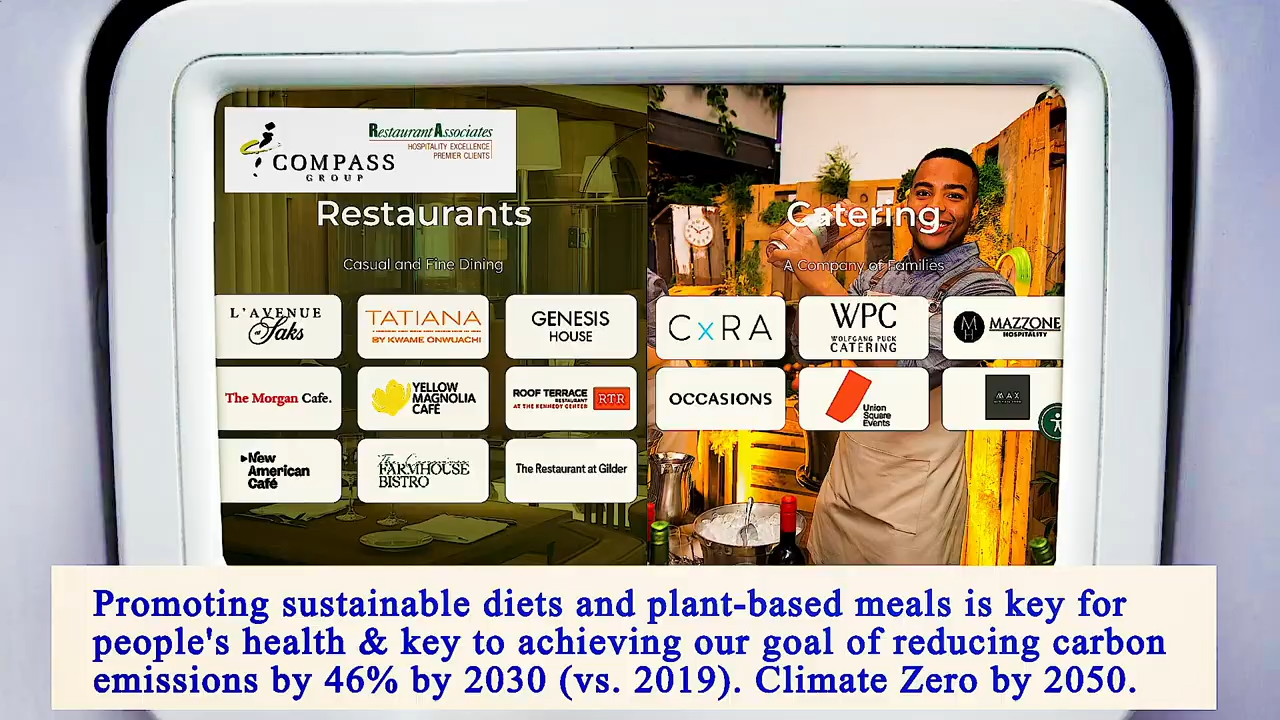 COMPASS
GROUP
Restaurant Associates
HOSPITALITY EXCELLENCE
PREMIER CLIENTS
Restaurants
Casual and Fine Dining
L'AVENUE
Saks
TATIANA
BY KWAME ONWUACHI
GENESIS
HOUSE
The Morgan Cafe.
YELLOW
MAGNOLIA
CAFÉ
ROOF TERRACE
RESTAURANT
AT THE KENNEDY CENTER
RTR
New
American
Café
FARMHOUSE
BISTRO
The Restaurant at Gilder
Catering
A Company of Families
CxRA
WPC
WOLFGANG PUCK
CATERING
MH
MAZZONE
HOSPITALITY
OCCASIONS
Union
Square
Events
MAX
Promoting sustainable diets and plant-based meals is key for
people's health & key to achieving our goal of reducing carbon
emissions by 46% by 2030 (vs. 2019). Climate Zero by 2050.